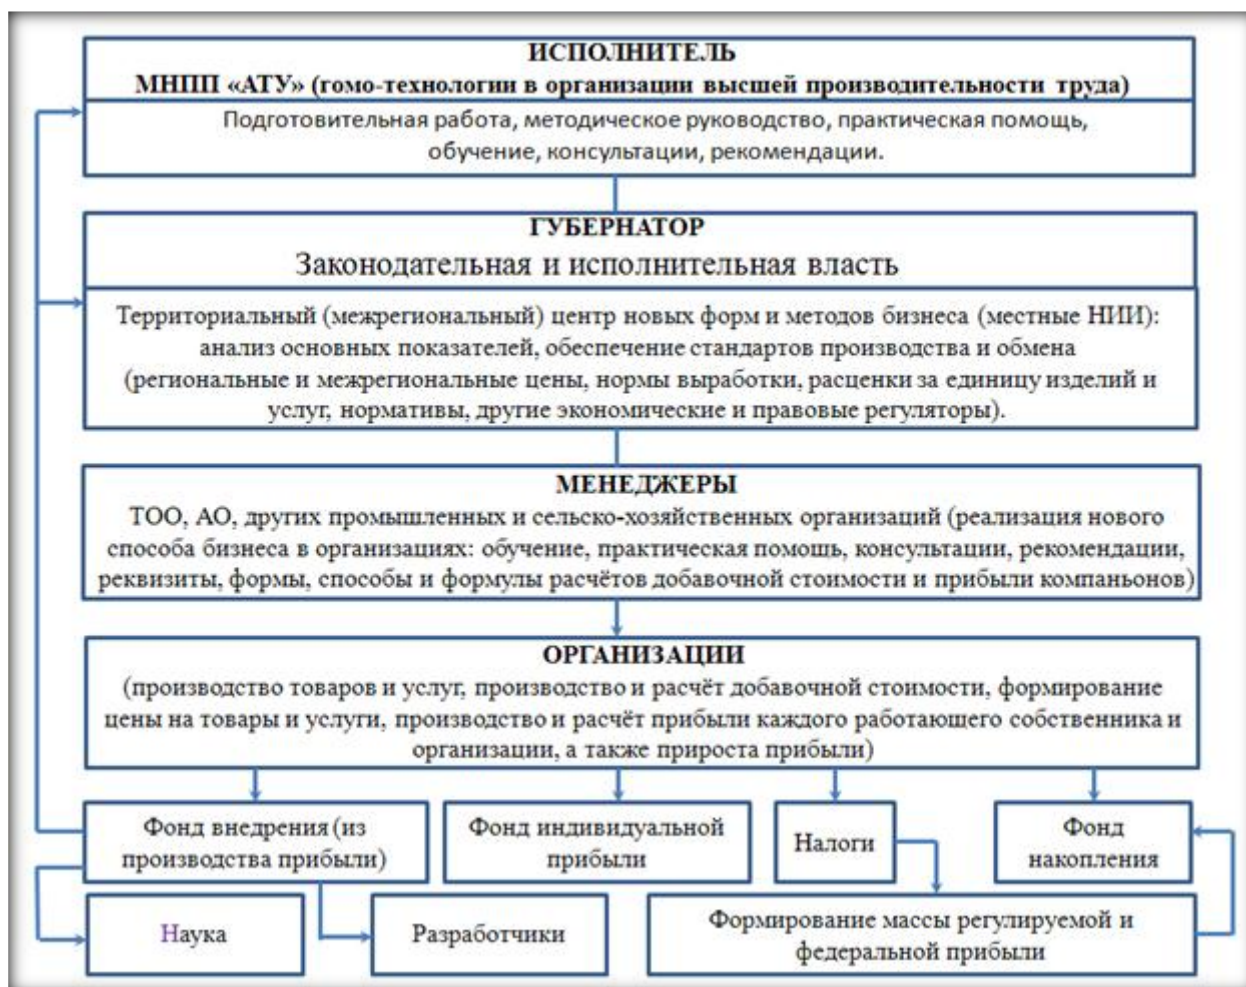 ИСПОЛНИТЕЛЬ
МНПП «АТУ» (гомо-технологии в организации высшей производительности труда)
Подготовительная работа, методическое руководство, практическая помощь,
обучение, консультации, рекомендации.
ГУБЕРНАТОР
Законодательная и исполнительная власть
Территориальный (межрегиональный) центр новых форм и методов бизнеса (местные НИИ):
анализ основных показателей, обеспечение стандартов производства и обмена
(региональные и межрегиональные цены, нормы выработки, расценки за единицу изделий и
услуг, нормативы, другие экономические и правовые регуляторы).
МЕНЕДЖЕРЫ
ТОО, АО, других промышленных и сельско-хозяйственных организаций (реализация нового
способа бизнеса в организациях: обучение, практическая помощь, консультации, рекомендации,
реквизиты, формы, способы и формулы расчётов добавочной стоимости и прибыли компаньонов)
ОРГАНИЗАЦИИ
(производство товаров и услуг, производство и расчёт добавочной стоимости, формирование
цены на товары и услуги, производство и расчёт прибыли каждого работающего собственника и
организации, а также прироста прибыли)
Фонд внедрения (из
производства прибыли)
Фонд индивидуальной
прибыли
Налоги
Фонд
накопления
Наука
Разработчики
Формирование массы регулируемой и
федеральной прибыли